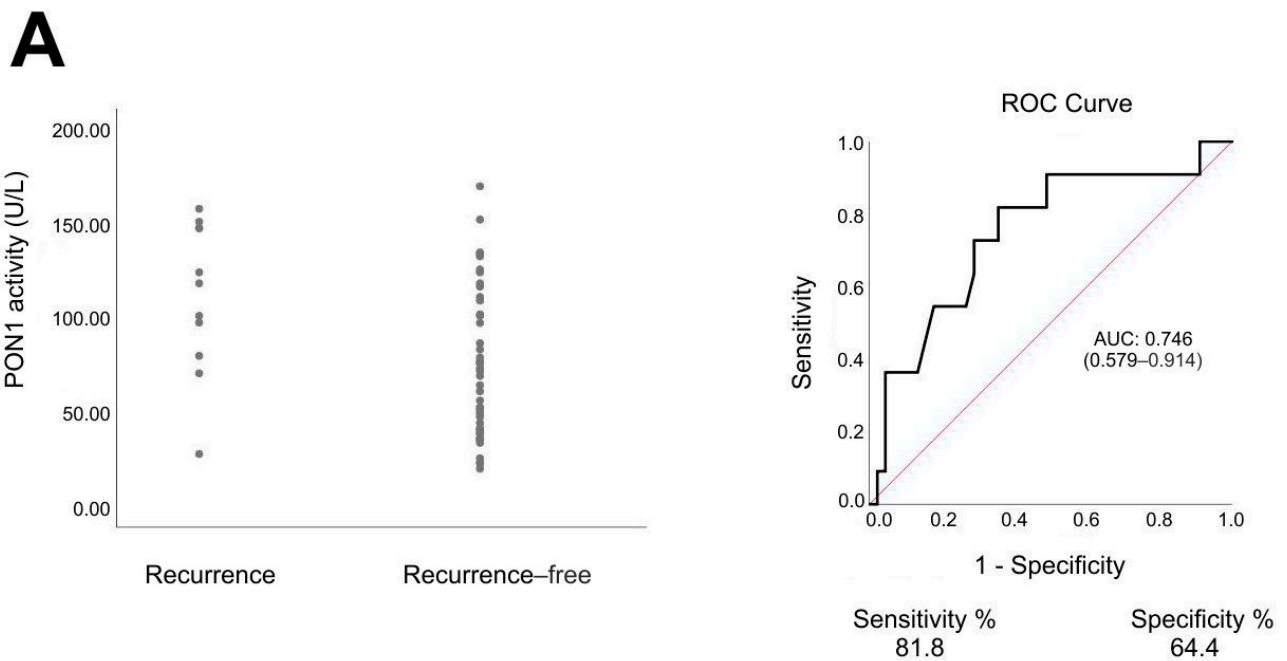 A
200.00
150.00
100.00
50.00
0.00
PON1 activity (U/L)
Recurrence
Recurrence–free
ROC Curve
1.0
0.8
0.6
0.4
0.2
0.0
Sensitivity
AUC: 0.746
(0.579–0.914)
0.0 0.2 0.4 0.6 0.8 1.0
1 - Specificity
Sensitivity % Specificity %
81.8 64.4